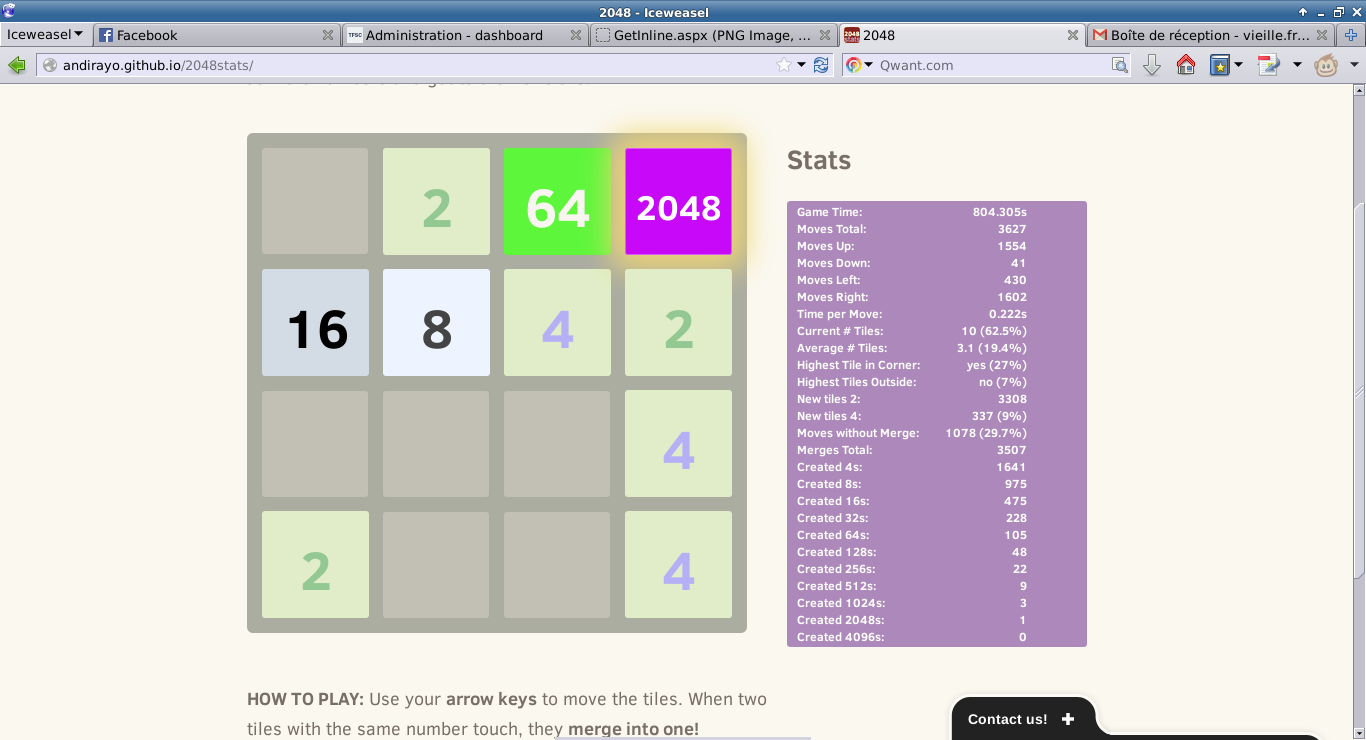 2048 - Iceweasel
Iceweasel Facebook Administration - dashboard GetInline.aspx (PNG Image, ... 2048 Boîte de réception - vieille.fr...
andirayo.github.io/2048stats/ Qwant.com
2 64 2048
16 8 4 2
4
2 4
Stats
Game Time: 804.305s
Moves Total: 3627
Moves Up: 1554
Moves Down: 41
Moves Left: 430
Moves Right: 1602
Time per Move: 0.222s
Current # Tiles: 10 (62.5%)
Average # Tiles: 3.1 (19.4%)
Highest Tile in Corner: yes (27%)
Highest Tiles Outside: no (7%)
New tiles 2: 3308
New tiles 4: 337 (9%)
Moves without Merge: 1078 (29.7%)
Merges Total: 3507
Created 4s: 1641
Created 8s: 975
Created 16s: 475
Created 32s: 228
Created 64s: 105
Created 128s: 48
Created 256s: 22
Created 512s: 9
Created 1024s: 3
Created 2048s: 1
Created 4096s: 0
HOW TO PLAY: Use your arrow keys to move the tiles. When two
tiles with the same number touch, they merge into one!
Contact us! +